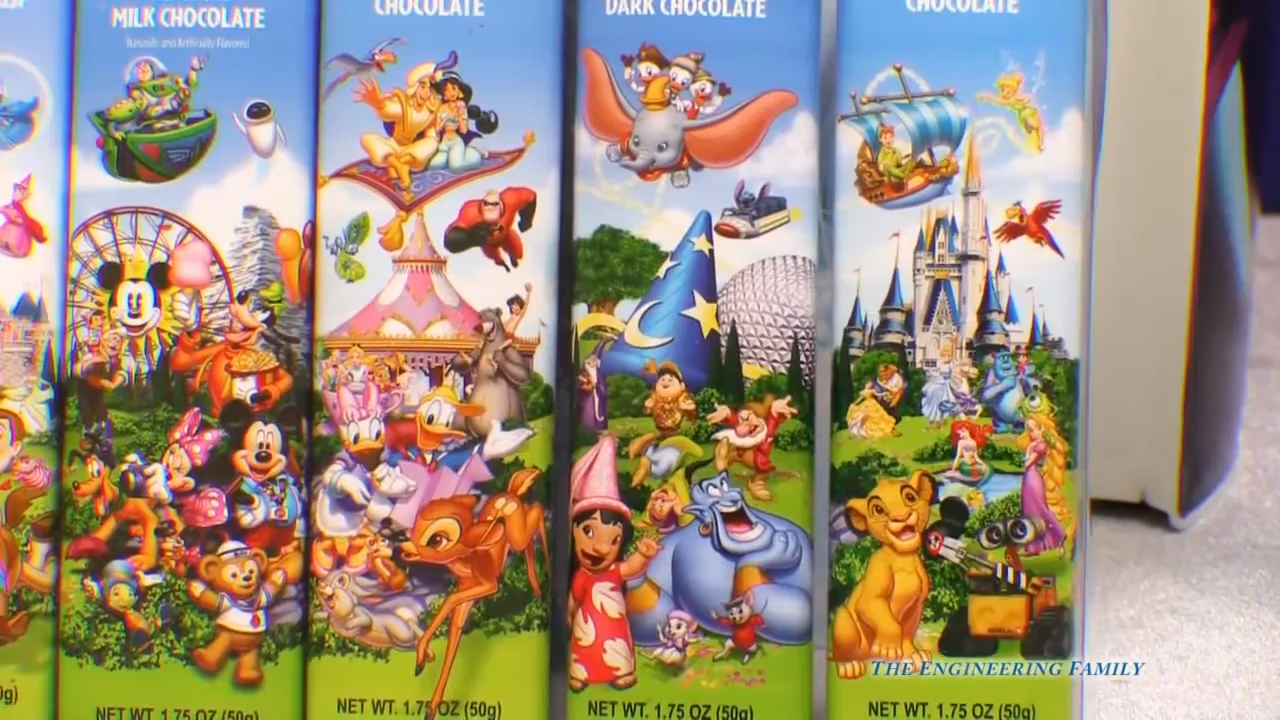 MILK CHOCOLATE
Naturally and Artificially Flavored
CHOCOLATE
DARK CHOCOLATE
CHOCOLATE
THE ENGINEERING FAMILY
0g)
NET WT. 1.75 OZ (50g)
NET WT. 1.75 OZ (50g)
NET WT. 1.75 OZ (50g)
NET WT. 1.75 OZ (50g)